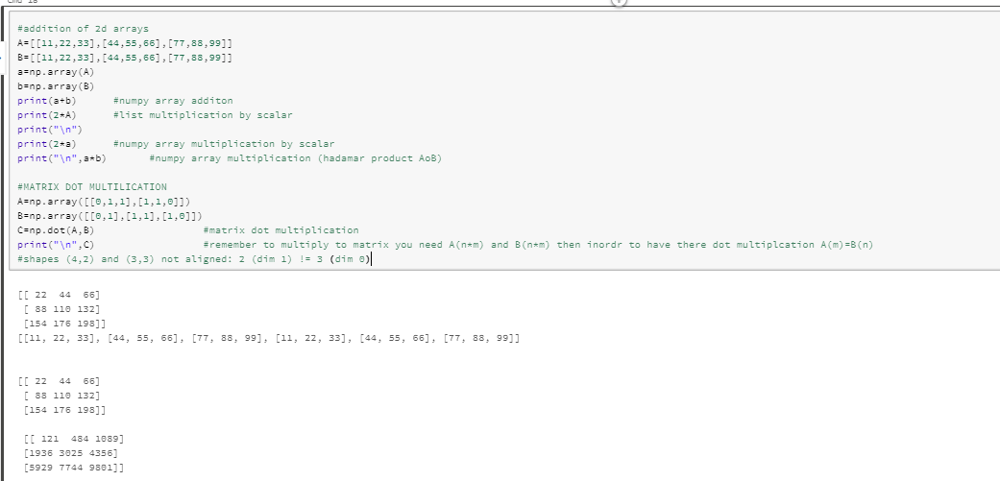 Cmd 18
#addition of 2d arrays
A=[[11,22,33],[44,55,66],[77,88,99]]
B=[[11,22,33],[44,55,66],[77,88,99]]
a=np.array(A)
b=np.array(B)
print(a+b)      #numpy array additon
print(2*A)      #list multiplication by scalar
print("\n")
print(2*a)      #numpy array multiplication by scalar
print("\n",a*b)       #numpy array multiplication (hadamar product AoB)
#MATRIX DOT MULTILICATION
A=np.array([[0,1,1],[1,1,0]])
B=np.array([[0,1],[1,1],[1,0]])
C=np.dot(A,B)                  #matrix dot multiplication
print("\n",C)                  #remember to multiply to matrix you need A(n*m) and B(n*m) then inordr to have there dot multiplcation A(m)=B(n)
#shapes (4,2) and (3,3) not aligned: 2 (dim 1) != 3 (dim 0)
[[ 22  44  66]
 [ 88 110 132]
 [154 176 198]]
[[11, 22, 33], [44, 55, 66], [77, 88, 99], [11, 22, 33], [44, 55, 66], [77, 88, 99]]
[[ 22  44  66]
 [ 88 110 132]
 [154 176 198]]
 [[ 121  484 1089]
 [1936 3025 4356]
 [5929 7744 9801]]